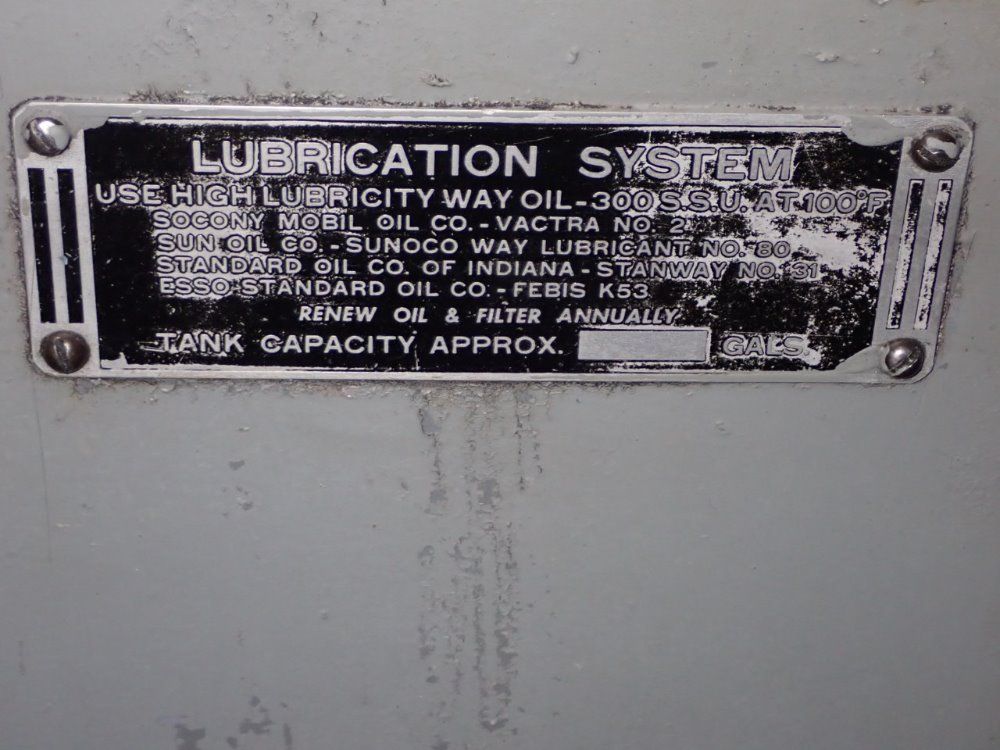 LUBRICATION SYSTEM
USE HIGH LUBRICITY WAY OIL-300 S.S.U. AT 100°F
SOCONY MOBIL OIL CO.-VACTRA NO. 2
SUN OIL CO.-SUNOCO WAY LUBRICANT NO. 80
STANDARD OIL CO. OF INDIANA-STANWAY NO. 31
ESSO STANDARD OIL CO.-FEBIS K53
RENEW OIL & FILTER ANNUALLY
TANK CAPACITY APPROX. GALS.